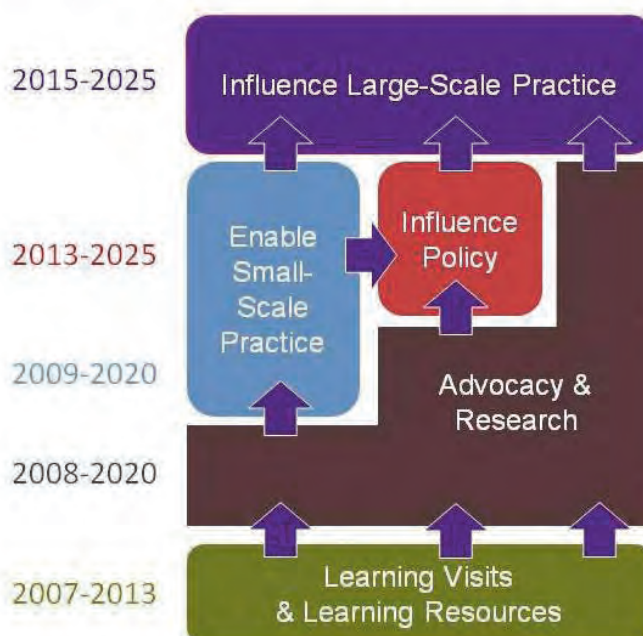 2015-2025
Influence Large-Scale Practice
2013-2025
Enable
Small-
Scale
Practice
Influence
Policy
2009-2020
Advocacy &
Research
2008-2020
2007-2013
Learning Visits
& Learning Resources